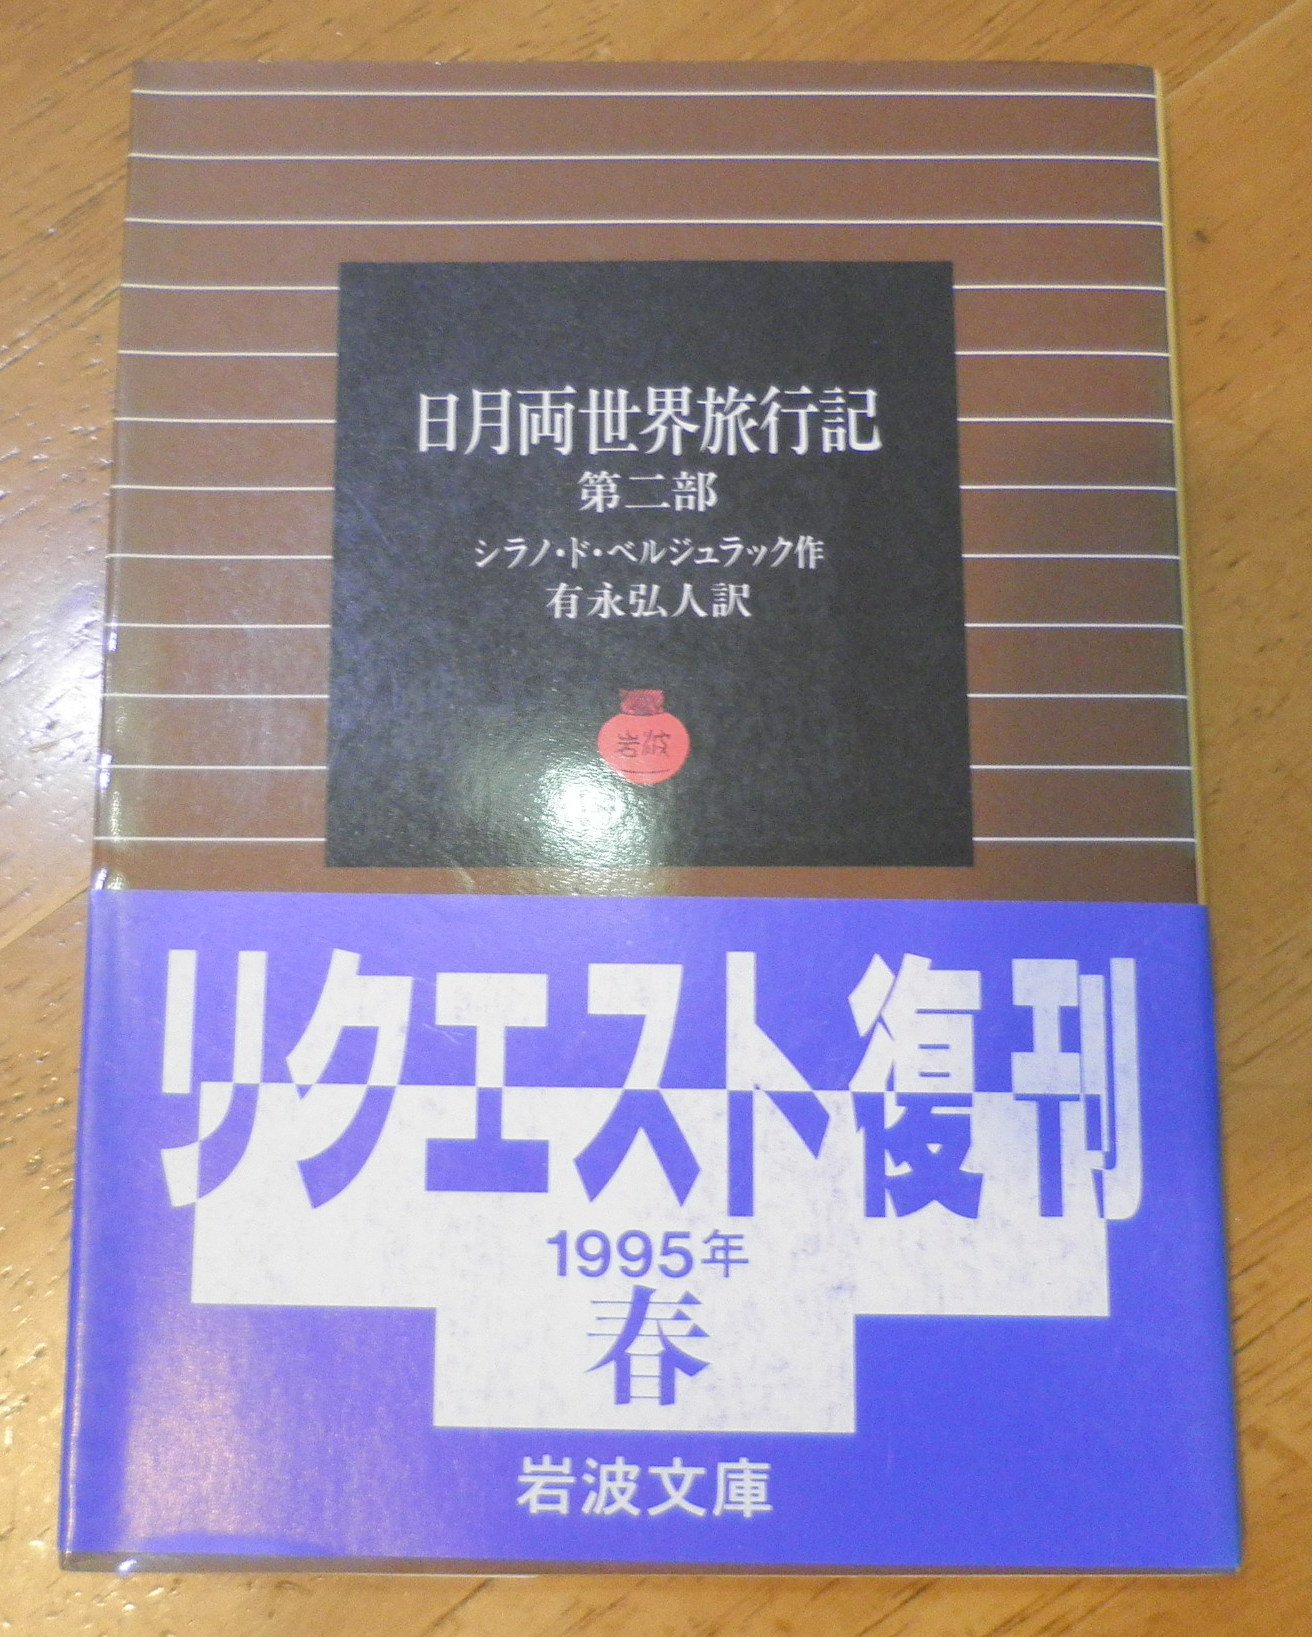 日月両世界旅行記
第二部
シラノ・ド・ベルジュラック作
有永弘人訳
岩波
リクエスト復刊
1995年
春
岩波文庫